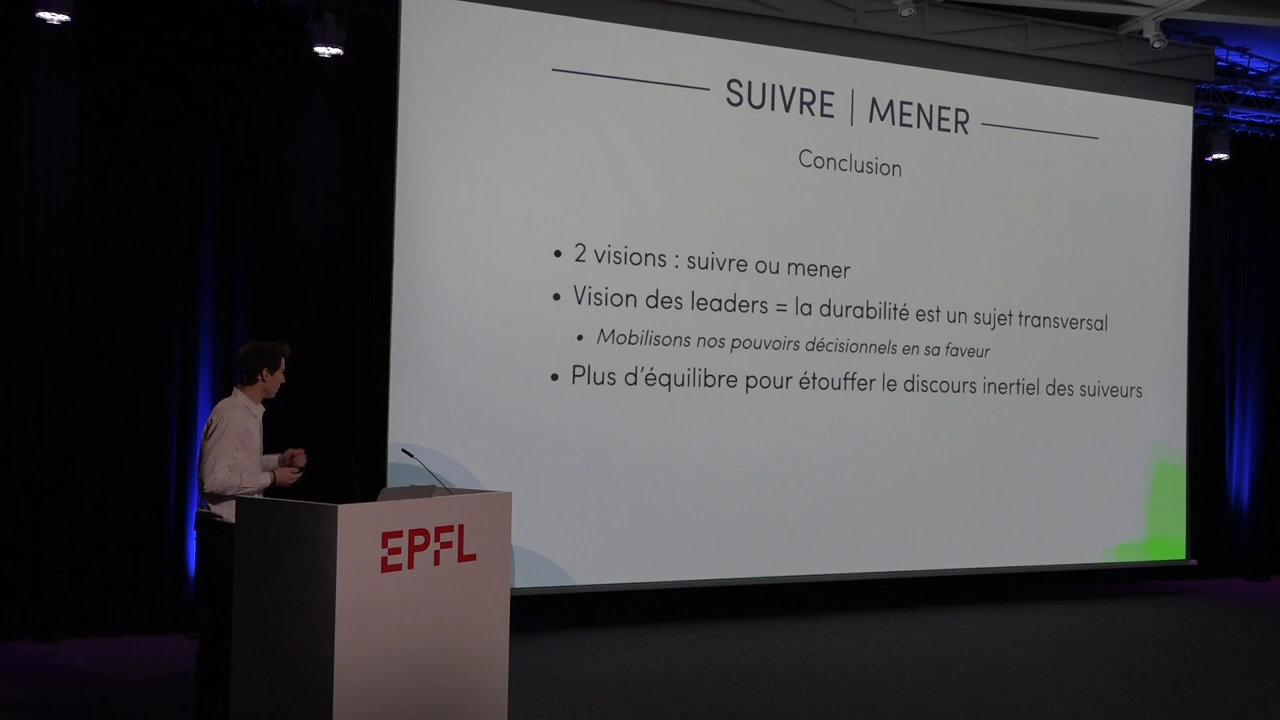 SUIVRE | MENER
Conclusion
• 2 visions : suivre ou mener
• Vision des leaders = la durabilité est un sujet transversal
• Mobilisons nos pouvoirs décisionnels en sa faveur
• Plus d'équilibre pour étouffer le discours inertiel des suiveurs
EPFL